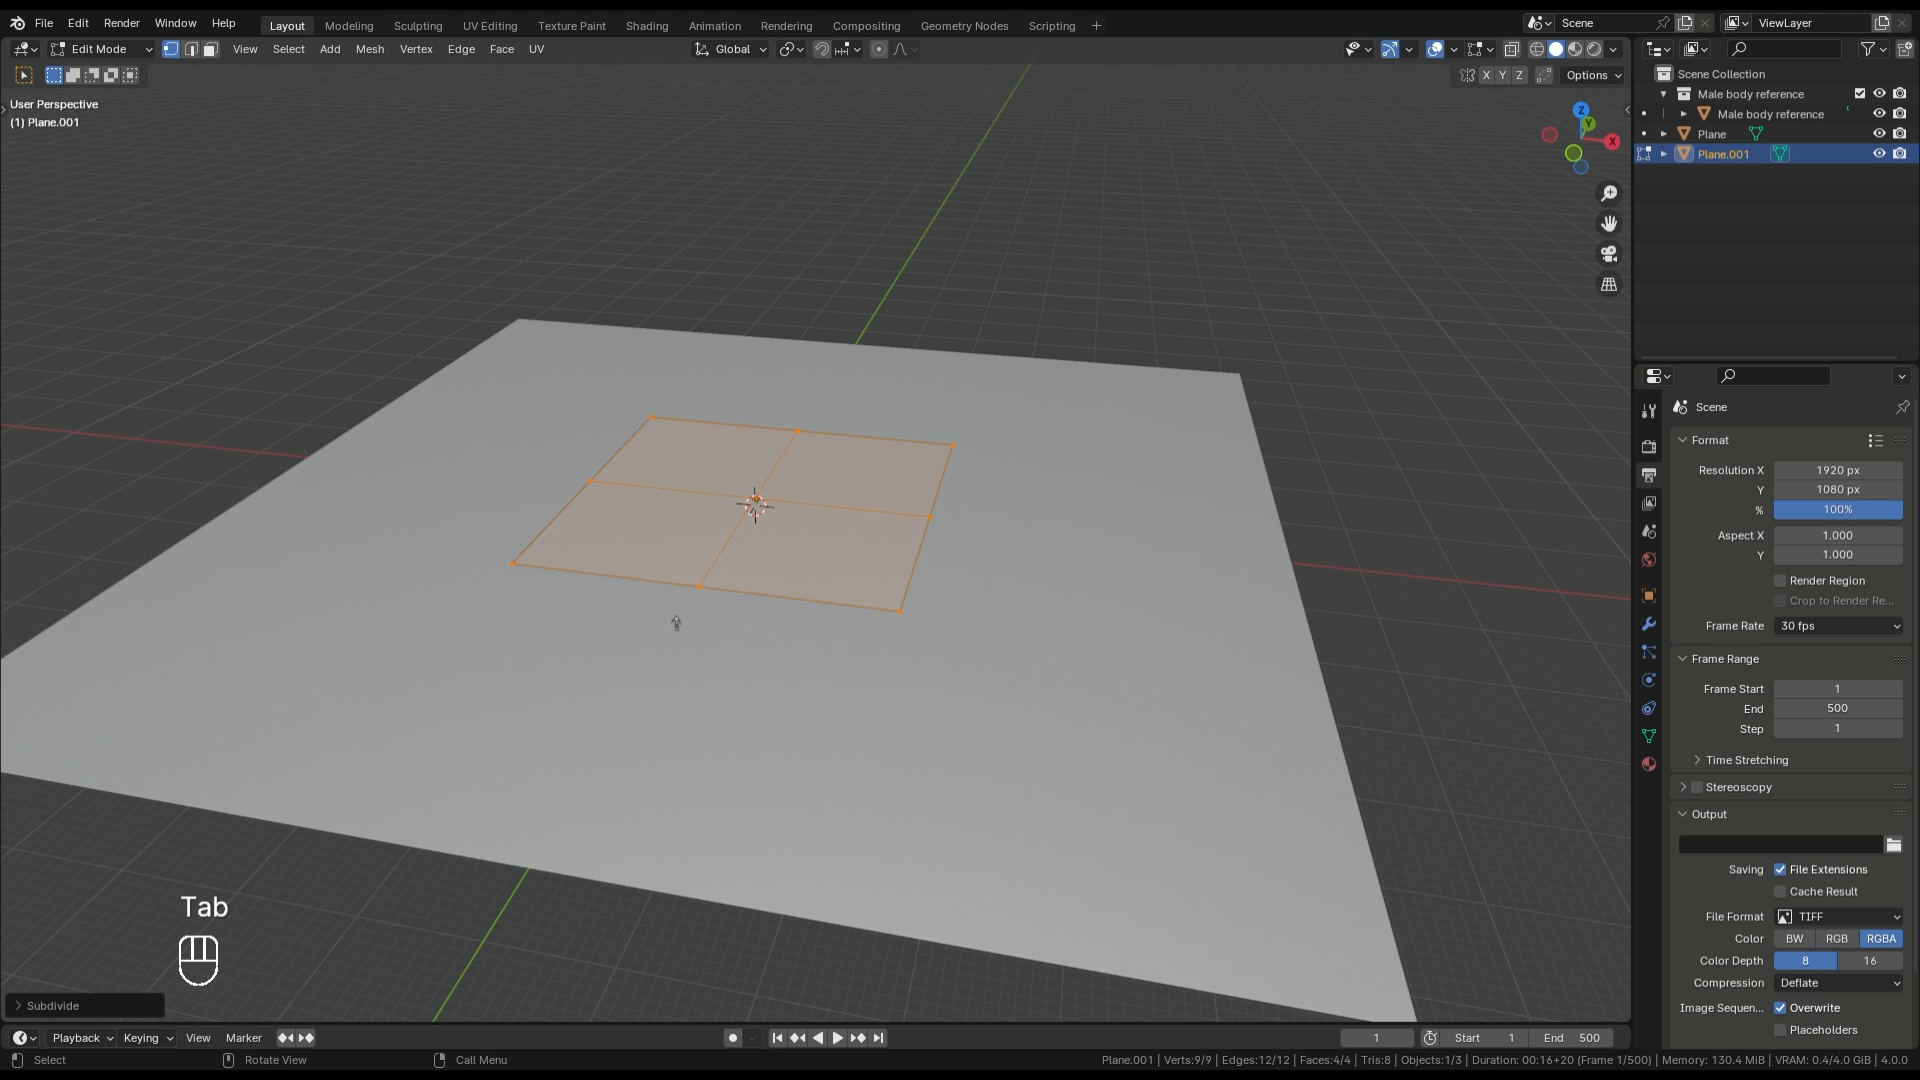 File Edit Render Window Help Layout Modeling Sculpting UV Editing Texture Paint Shading Animation Rendering Compositing Geometry Nodes Scripting + Scene ViewLayer
Edit Mode View Select Add Mesh Vertex Edge Face UV Global
X Y Z Options
User Perspective
(1) Plane.001
Z
Y
X
Tab
Subdivide
Scene Collection
Male body reference
Male body reference
Plane
Plane.001
Scene
Format
Resolution X 1920 px
Y 1080 px
% 100%
Aspect X 1.000
Y 1.000
Render Region
Crop to Render Re...
Frame Rate 30 fps
Frame Range
Frame Start 1
End 500
Step 1
Time Stretching
Stereoscopy
Output
Saving File Extensions
Cache Result
File Format TIFF
Color BW RGB RGBA
Color Depth 8 16
Compression Deflate
Image Sequen... Overwrite
Placeholders
Playback Keying View Marker 1 Start 1 End 500
Select Rotate View Call Menu Plane.001 | Verts:9/9 | Edges:12/12 | Faces:4/4 | Tris:8 | Objects:1/3 | Duration: 00:16+20 (Frame 1/500) | Memory: 130.4 MiB | VRAM: 0.4/4.0 GiB | 4.0.0